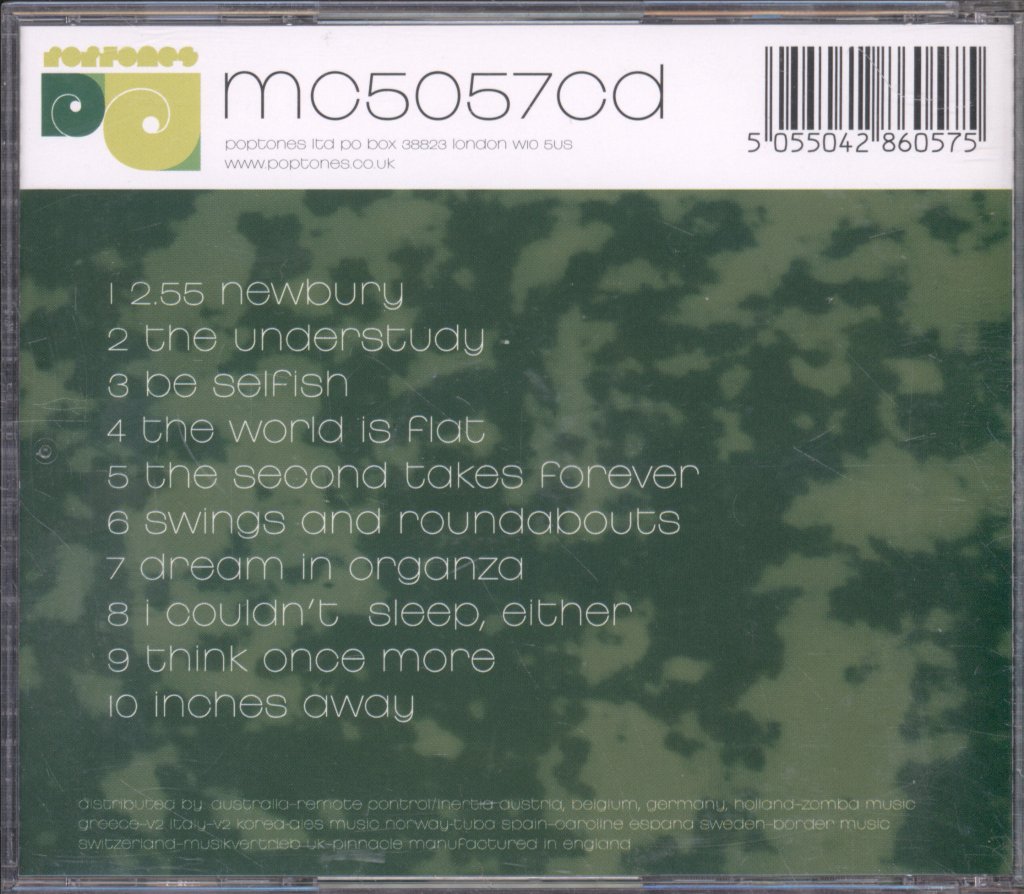 poptones
mc5057cd
poptones ltd po box 38823 london w10 5us
www.poptones.co.uk
5 055042 860575
1 2.55 newbury
2 the understudy
3 be selfish
4 the world is flat
5 the second takes forever
6 swings and roundabouts
7 dream in organza
8 i couldn't sleep, either
9 think once more
10 inches away
distributed by: australia-remote control/inertia austria, belgium, germany, holland-zomba music
greece-v2 italy-v2 korea-ales music norway-tuba spain-caroline espana sweden-border music
switzerland-musikvertrieb uk-pinnacle manufactured in england